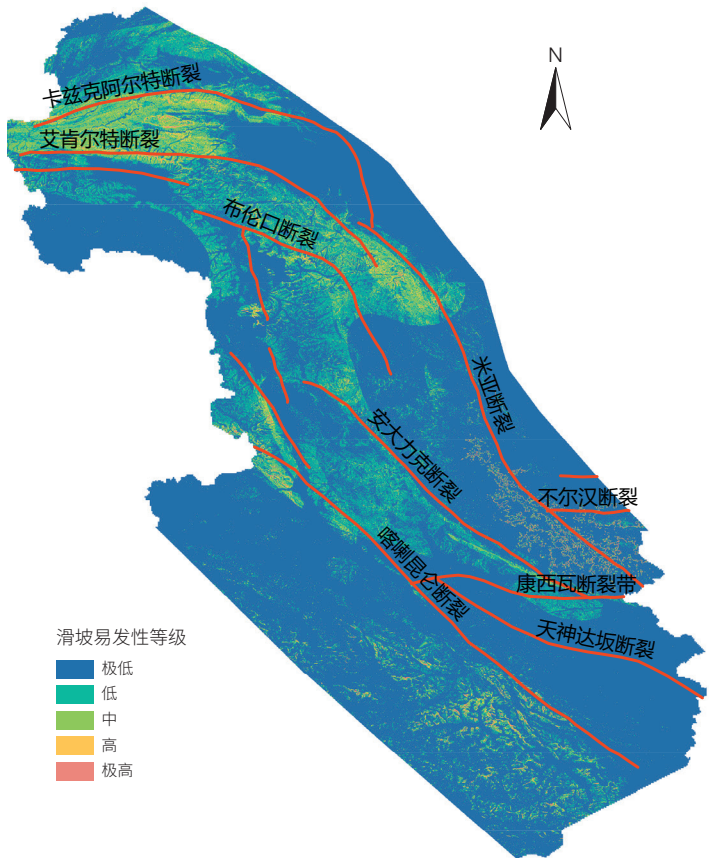 N
卡兹克阿尔特断裂
艾肯尔特断裂
布伦口断裂
米亚断裂
安大力克断裂
不尔汉断裂
喀喇昆仑断裂
康西瓦断裂带
天神达坂断裂
滑坡易发性等级
极低
低
中
高
极高